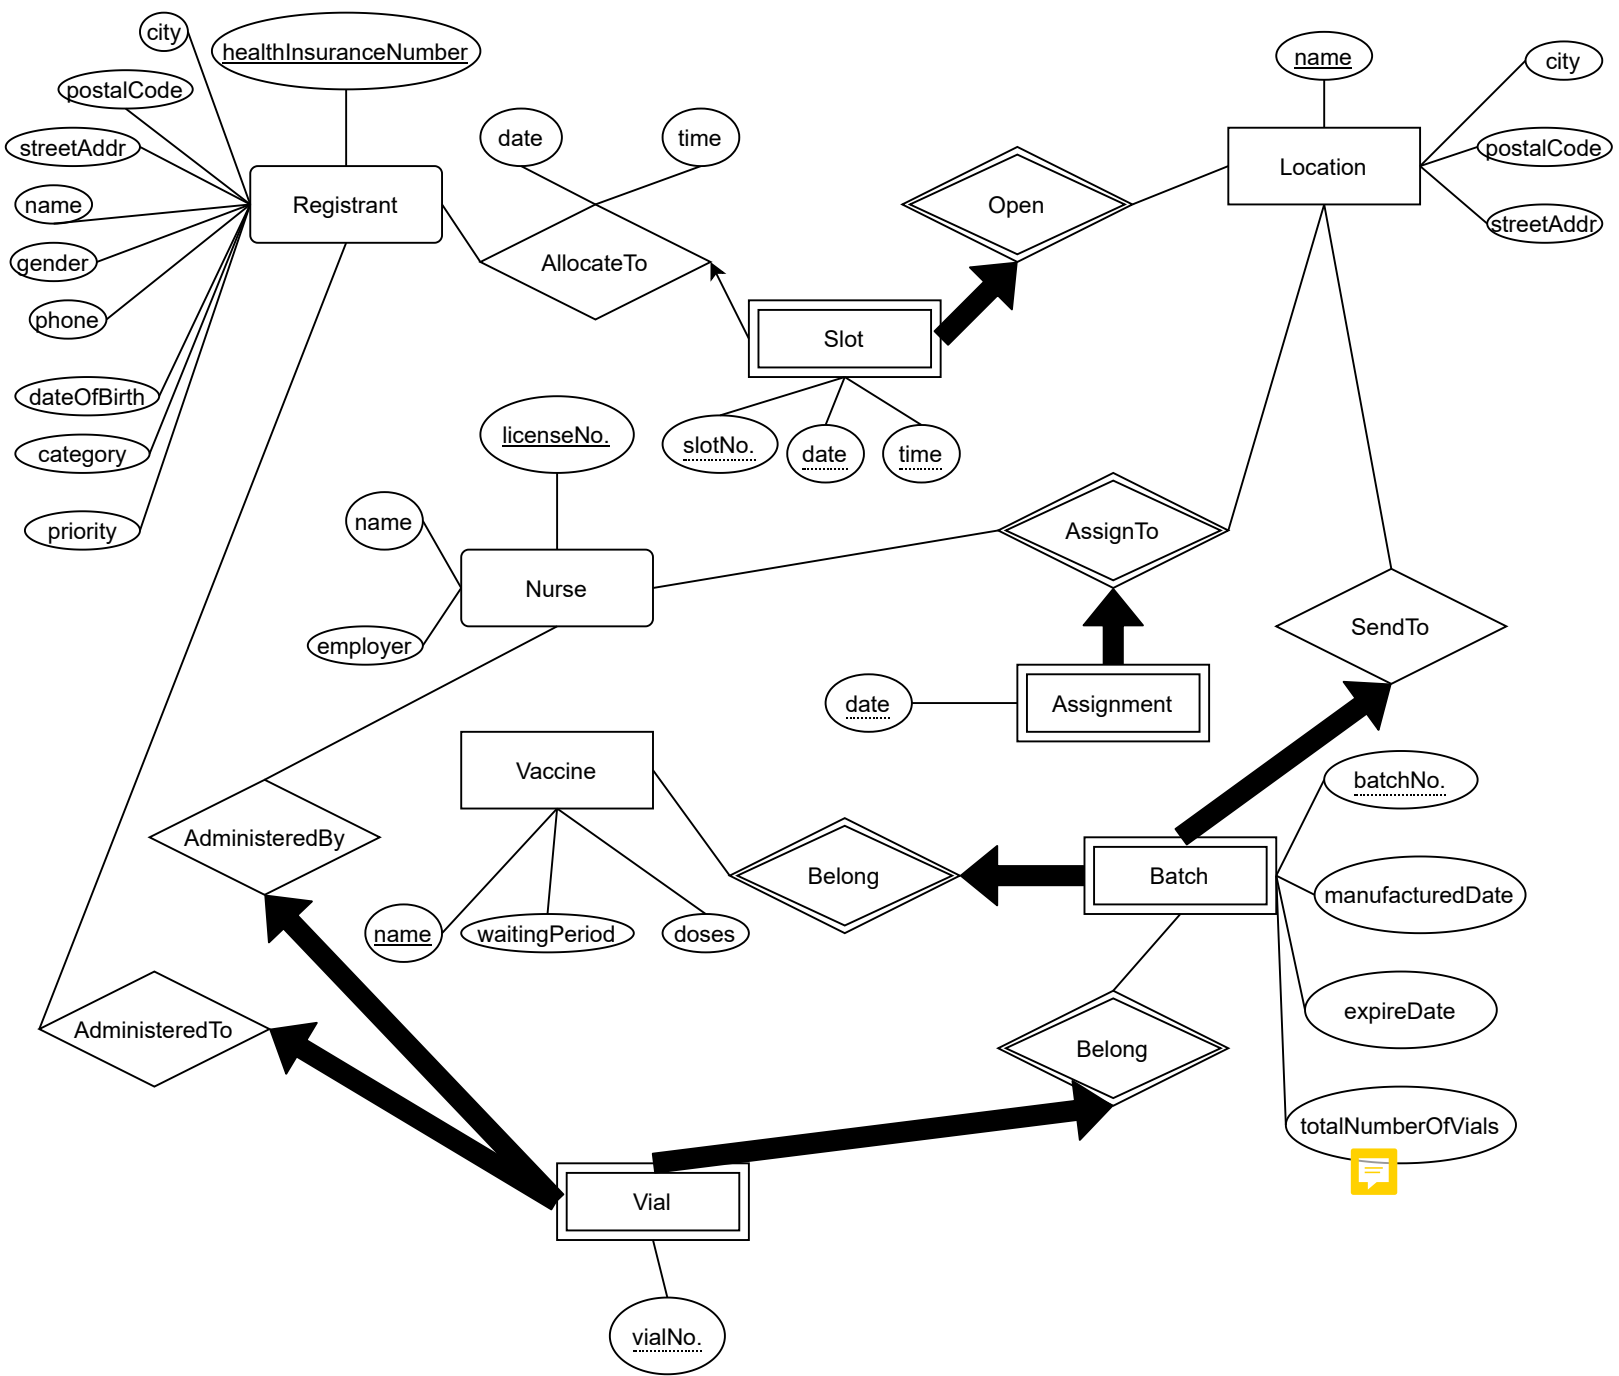 city
healthInsuranceNumber
name
city
postalCode
date
time
streetAddr
postalCode
Registrant
Location
name
Open
streetAddr
gender
AllocateTo
phone
Slot
dateOfBirth
licenseNo.
category
slotNo.
date
time
name
priority
AssignTo
Nurse
employer
SendTo
date
Assignment
Vaccine
batchNo.
AdministeredBy
Belong
Batch
manufacturedDate
name
waitingPeriod
doses
expireDate
AdministeredTo
Belong
totalNumberOfVials
Vial
vialNo.